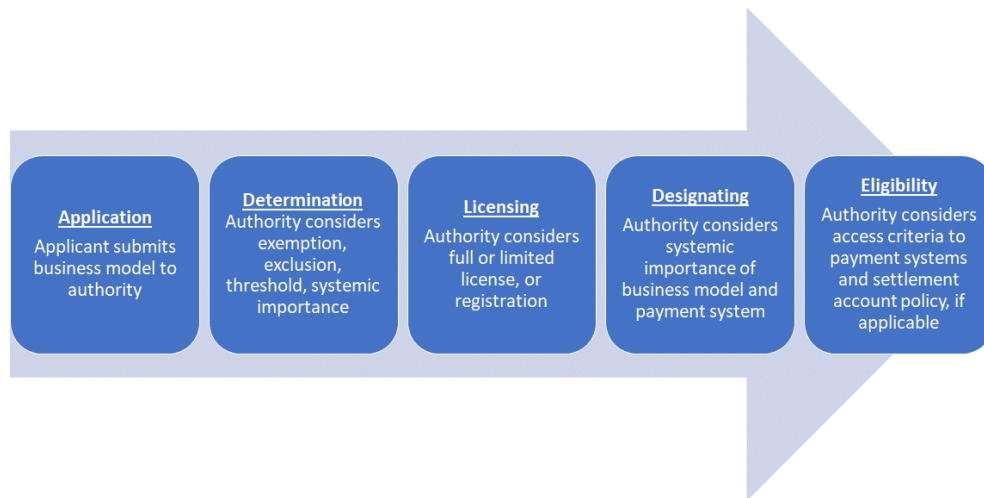 Application
Applicant submits
business model to
authority
Determination
Authority considers
exemption,
exclusion,
threshold, systemic
importance
Licensing
Authority considers
full or limited
license, or
registration
Designating
Authority considers
systemic
importance of
business model and
payment system
Eligibility
Authority considers
access criteria to
payment systems
and settlement
account policy, if
applicable